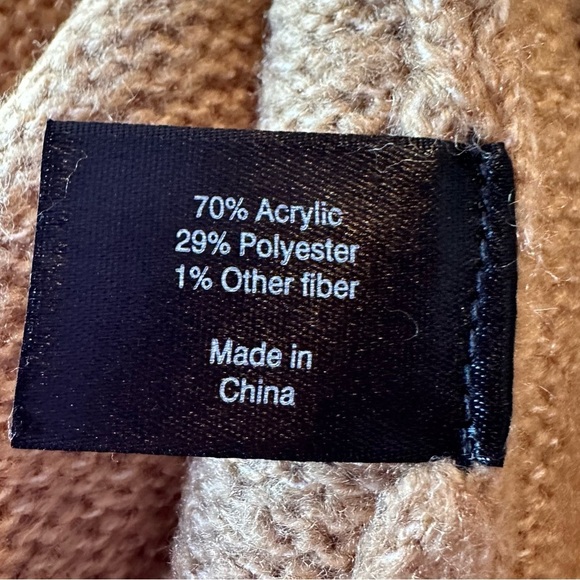 70% Acrylic
29% Polyester
1% Other fiber
Made in
China